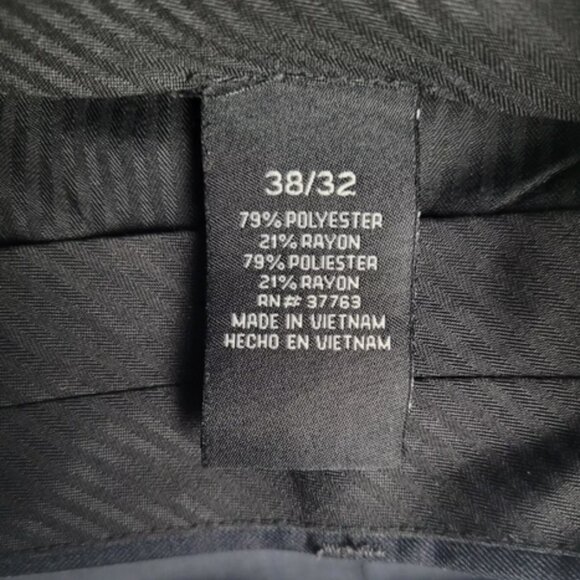 38/32
79% POLYESTER
21% RAYON
79% POLIESTER
21% RAYON
RN# 37763
MADE IN VIETNAM
HECHO EN VIETNAM